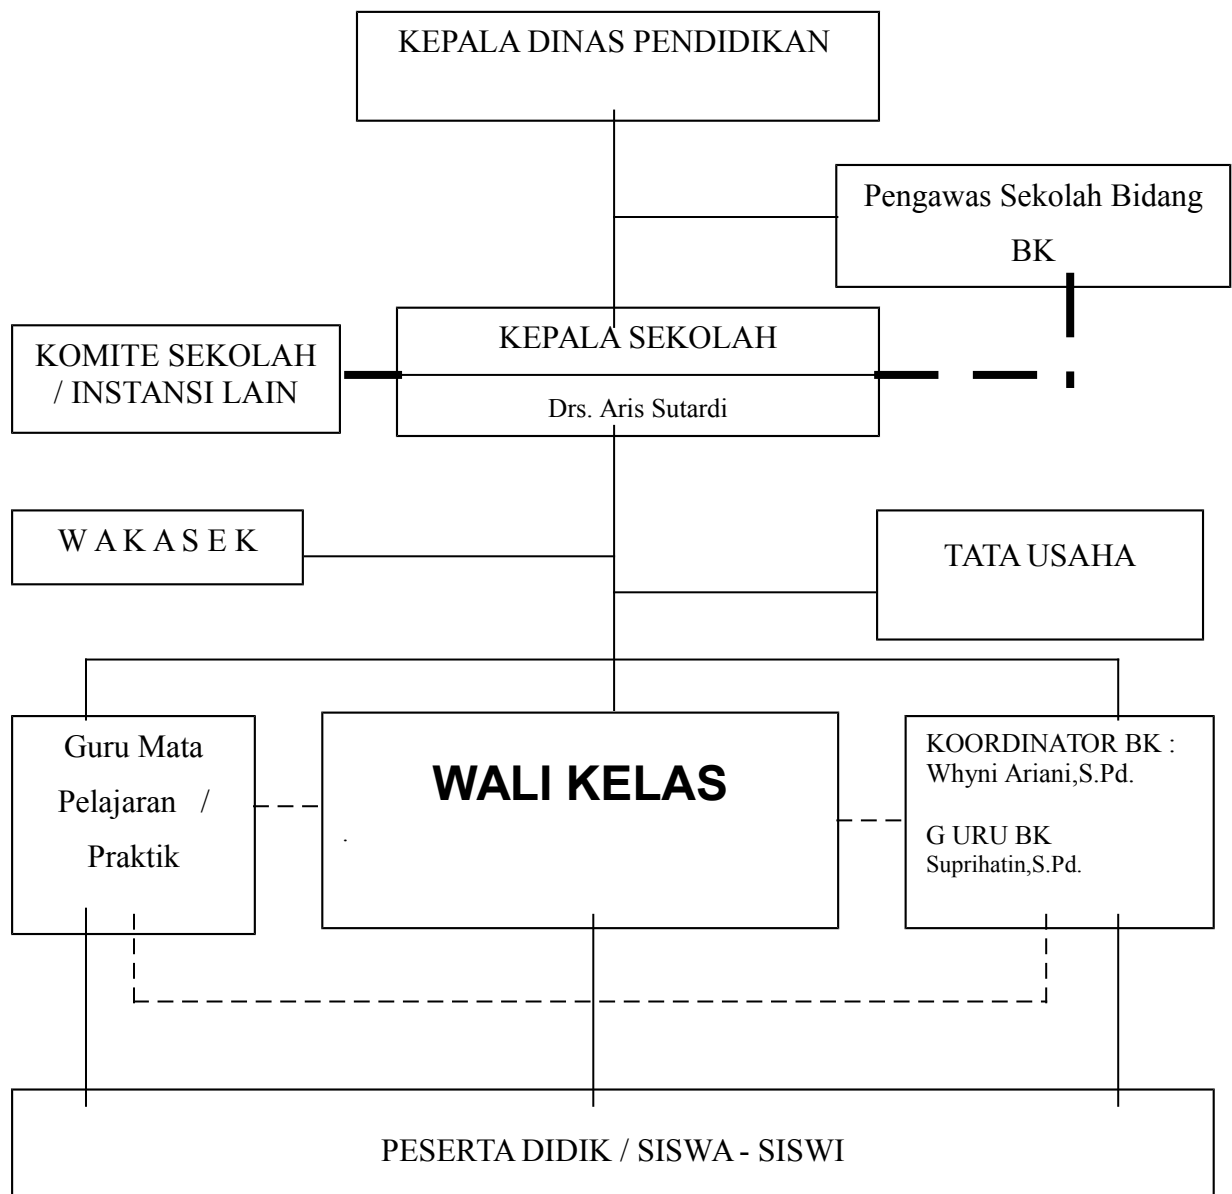 KEPALA DINAS PENDIDIKAN
Pengawas Sekolah Bidang
BK
KEPALA SEKOLAH
KOMITE SEKOLAH
/ INSTANSI LAIN
Drs. Aris Sutardi
W A K A S E K
TATA USAHA
Guru Mata
Pelajaran /
Praktik
WALI KELAS
.
KOORDINATOR BK :
Whyni Ariani,S.Pd.
G URU BK
Suprihatin,S.Pd.
PESERTA DIDIK / SISWA - SISWI